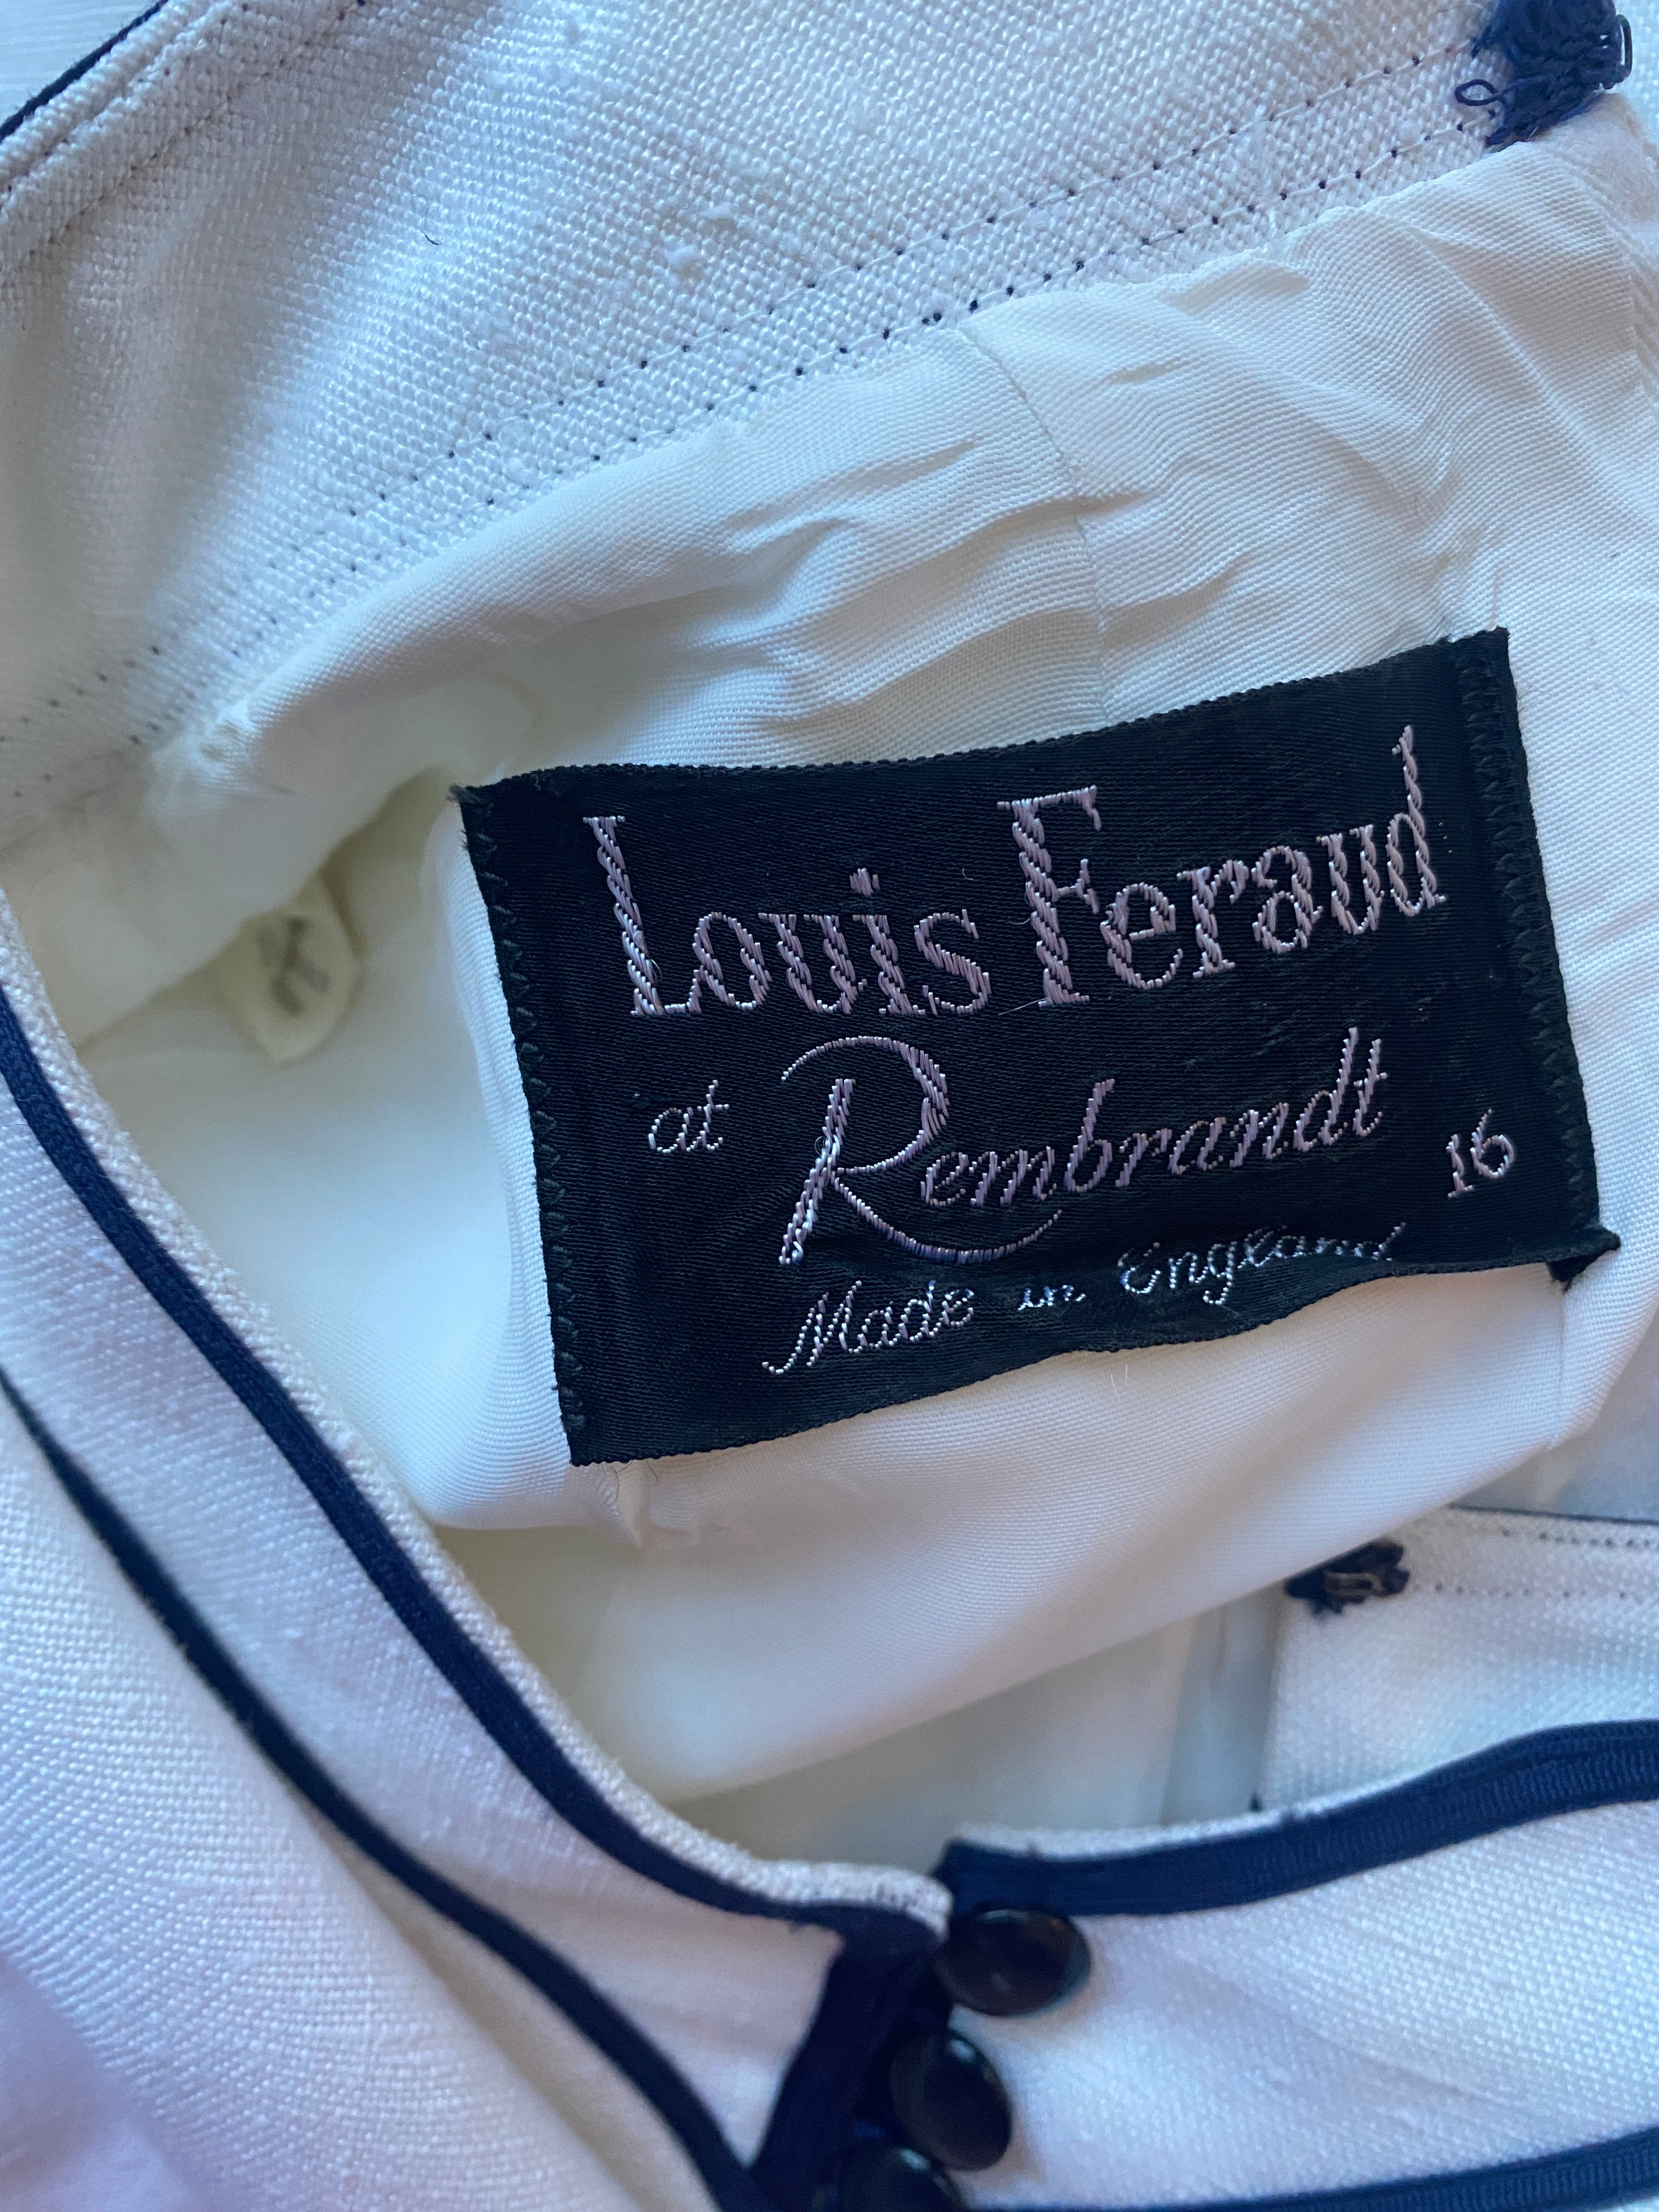 Louis Feraud
at Rembrandt 16
Made in England